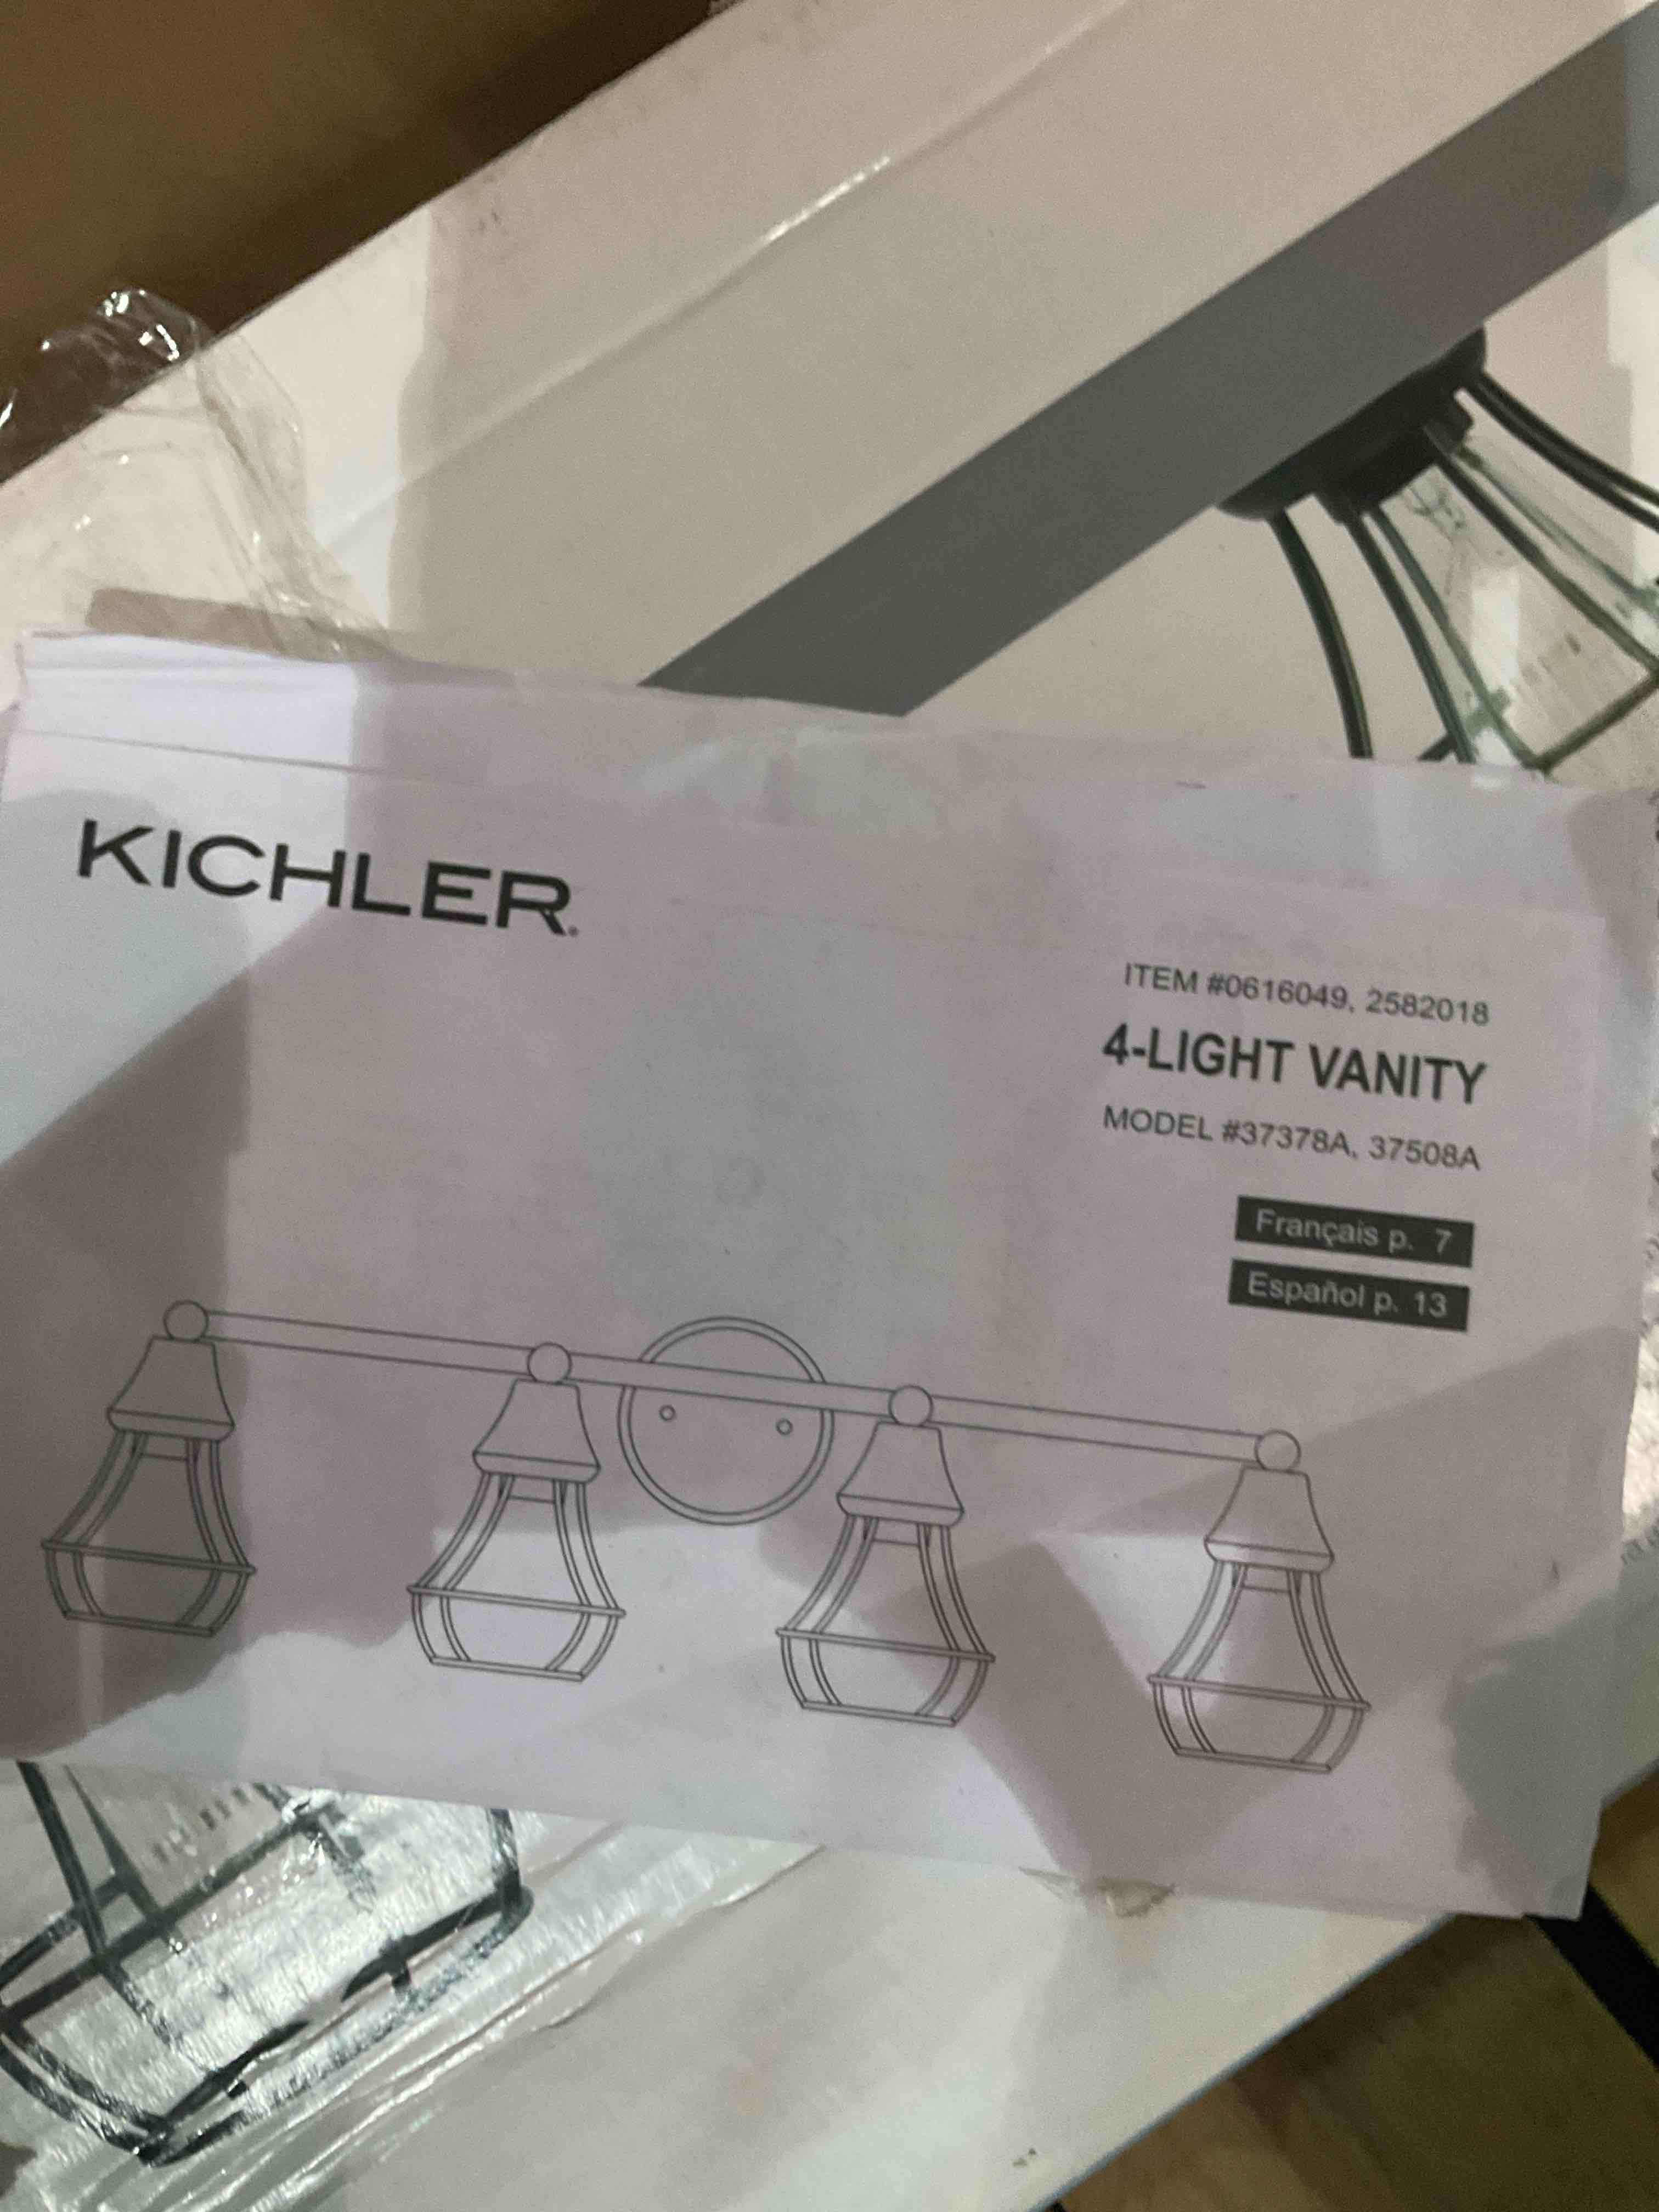 KICHLER®
ITEM #0616049, 2582018
4-LIGHT VANITY
MODEL #37378A, 37508A
Français p. 7
Español p. 13